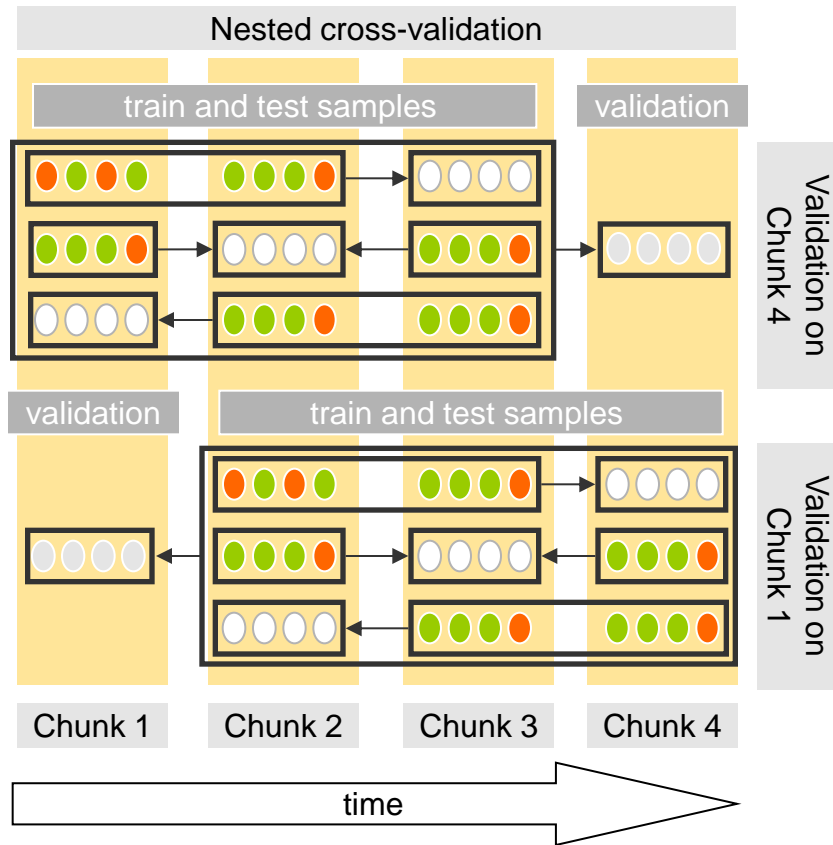 Nested cross-validation
train and test samples
validation
Validation on
Chunk 4
validation
train and test samples
Validation on
Chunk 1
Chunk 1
Chunk 2
Chunk 3
Chunk 4
time